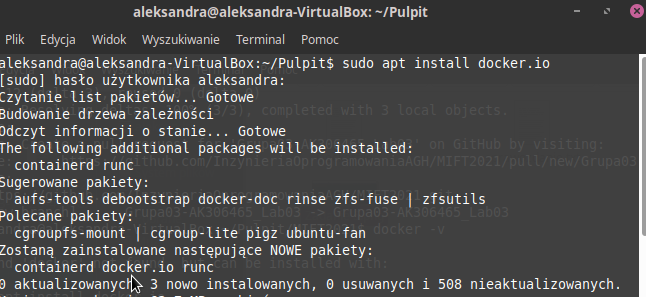 aleksandra@aleksandra-VirtualBox: ~/Pulpit
Plik Edycja Widok Wyszukiwanie Terminal Pomoc
aleksandra@aleksandra-VirtualBox:~/Pulpit$ sudo apt install docker.io
[sudo] hasło użytkownika aleksandra:
Czytanie list pakietów... Gotowe
Budowanie drzewa zależności
Odczyt informacji o stanie... Gotowe
The following additional packages will be installed:
containerd runc
Sugerowane pakiety:
aufs-tools debootstrap docker-doc rinse zfs-fuse | zfsutils
Polecane pakiety:
cgroupfs-mount | cgroup-lite pigz ubuntu-fan
Zostaną zainstalowane następujące NOWE pakiety:
containerd docker.io runc
0 aktualizowanych, 3 nowo instalowanych, 0 usuwanych i 508 nieaktualizowanych.